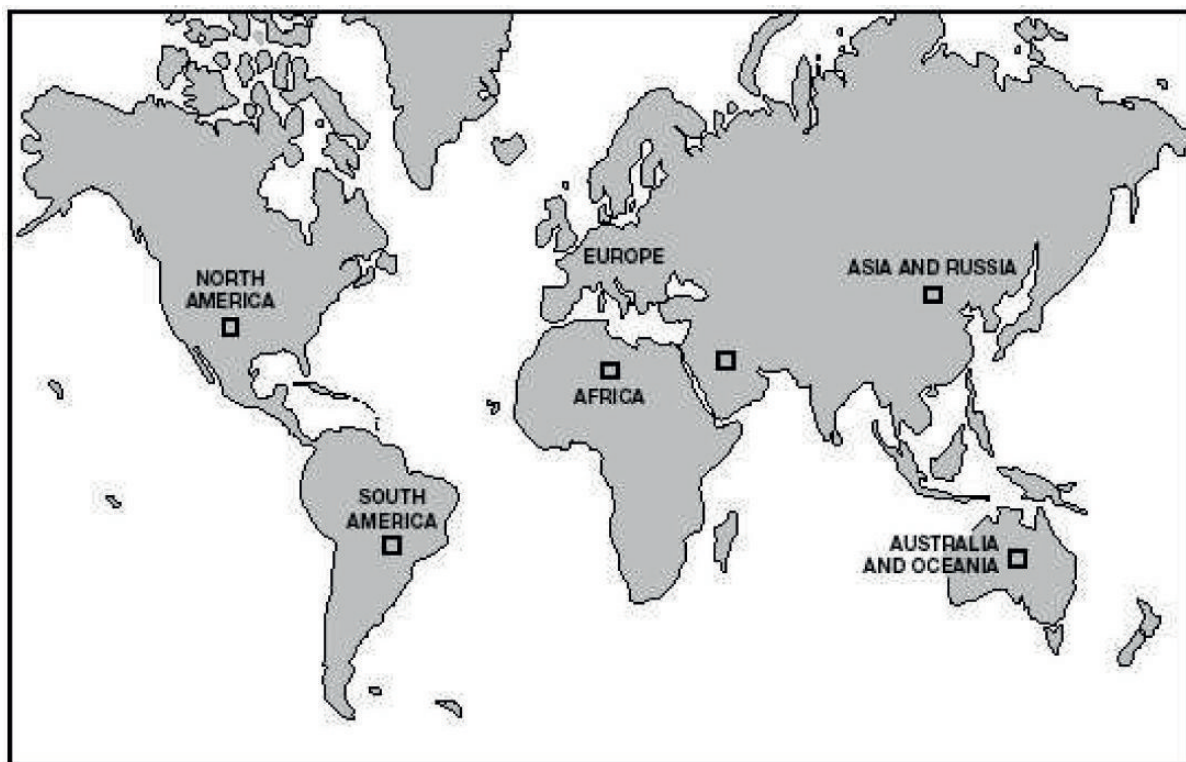 NORTH
AMERICA
EUROPE
ASIA AND RUSSIA
AFRICA
SOUTH
AMERICA
AUSTRALIA
AND OCEANIA